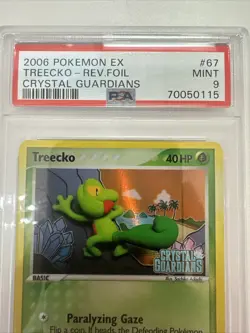 2006 POKEMON EX #67
TREECKO - REV.FOIL MINT
CRYSTAL GUARDIANS 9
PSA 70050115
Treecko 40 HP
CRYSTAL
GUARDIANS
BASIC
Paralyzing Gaze
Flip a coin. If heads, the Defending Pokémon